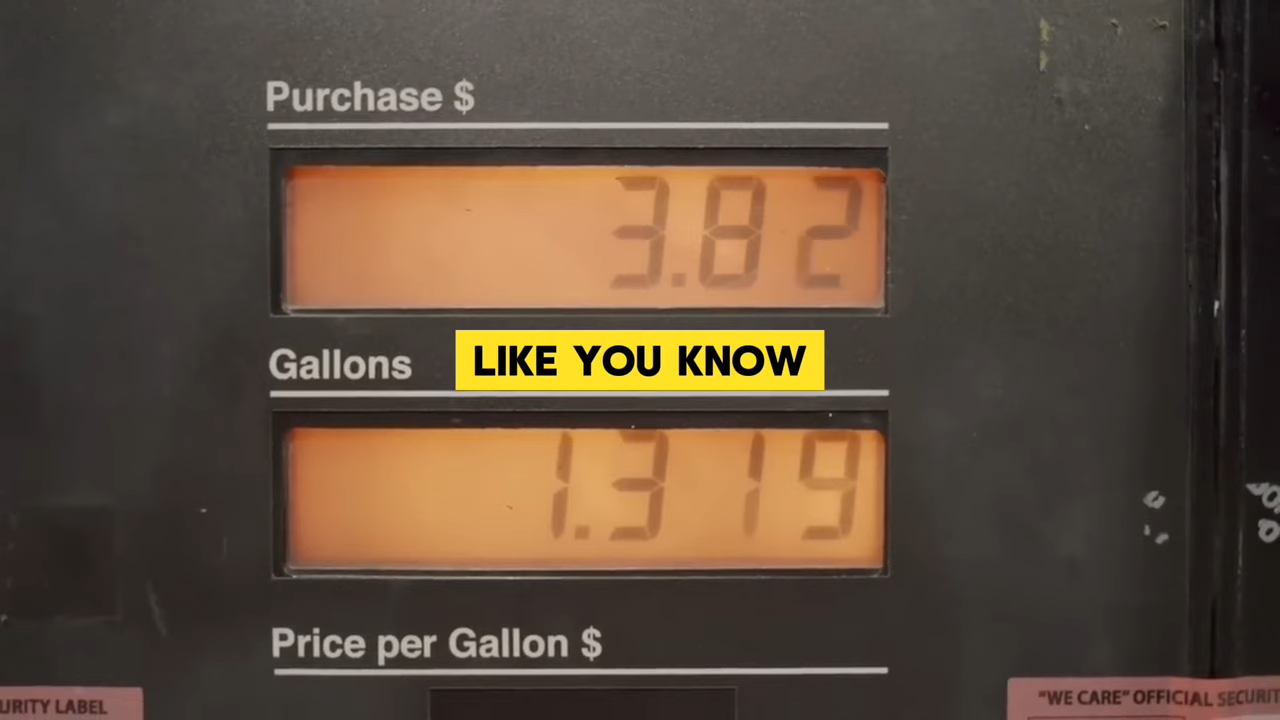 Purchase $
3.82
Gallons
LIKE YOU KNOW
1.319
Price per Gallon $
URITY LABEL
"WE CARE" OFFICIAL SECURIT